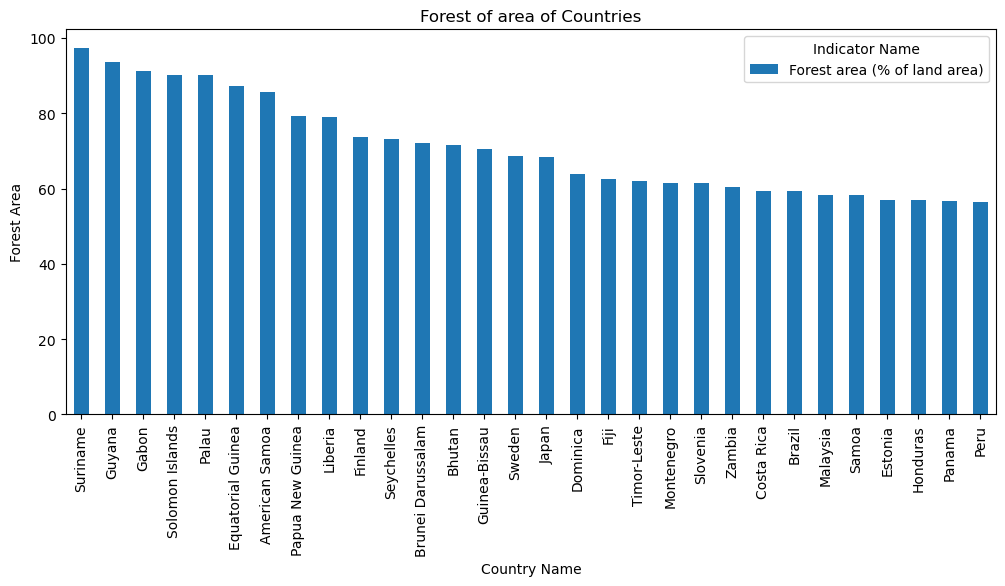 Forest of area of Countries
Indicator Name
Forest area (% of land area)
Forest Area
100
80
60
40
20
0
Suriname
Guyana
Gabon
Solomon Islands
Palau
Equatorial Guinea
American Samoa
Papua New Guinea
Liberia
Finland
Seychelles
Brunei Darussalam
Bhutan
Guinea-Bissau
Sweden
Japan
Dominica
Fiji
Timor-Leste
Montenegro
Slovenia
Zambia
Costa Rica
Brazil
Malaysia
Samoa
Estonia
Honduras
Panama
Peru
Country Name